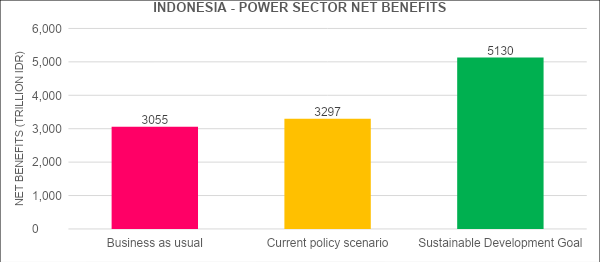 INDONESIA - POWER SECTOR NET BENEFITS
NET BENEFITS (TRILLION IDR)
6,000
5,000
4,000
3,000
2,000
1,000
0
3055
3297
5130
Business as usual
Current policy scenario
Sustainable Development Goal